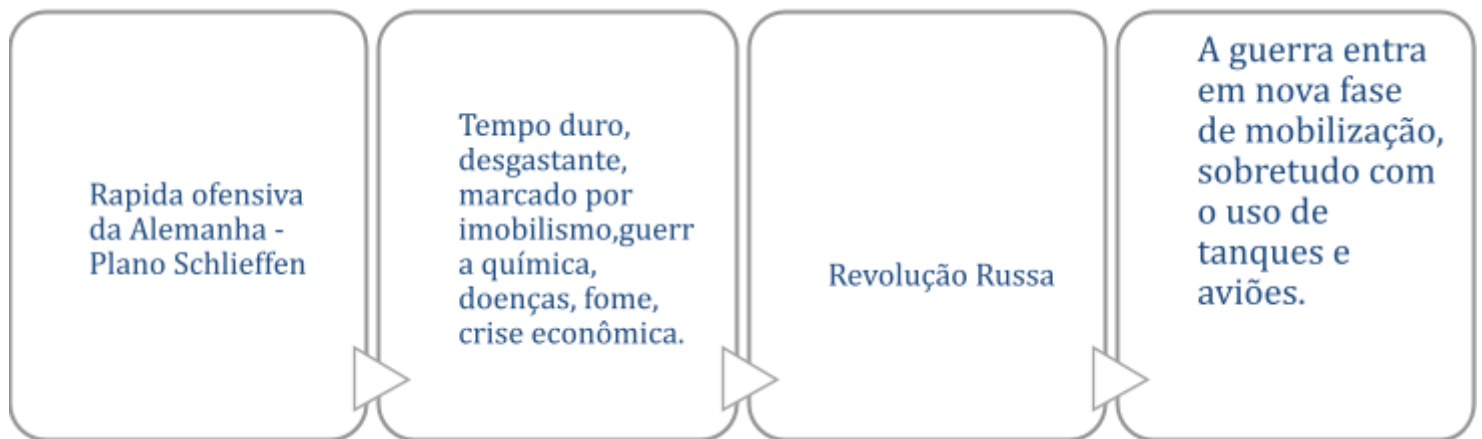 Rapida ofensiva
da Alemanha -
Plano Schlieffen
Tempo duro,
desgastante,
marcado por
imobilismo,guerr
a química,
doenças, fome,
crise econômica.
Revolução Russa
A guerra entra
em nova fase
de mobilização,
sobretudo com
o uso de
tanques e
aviões.